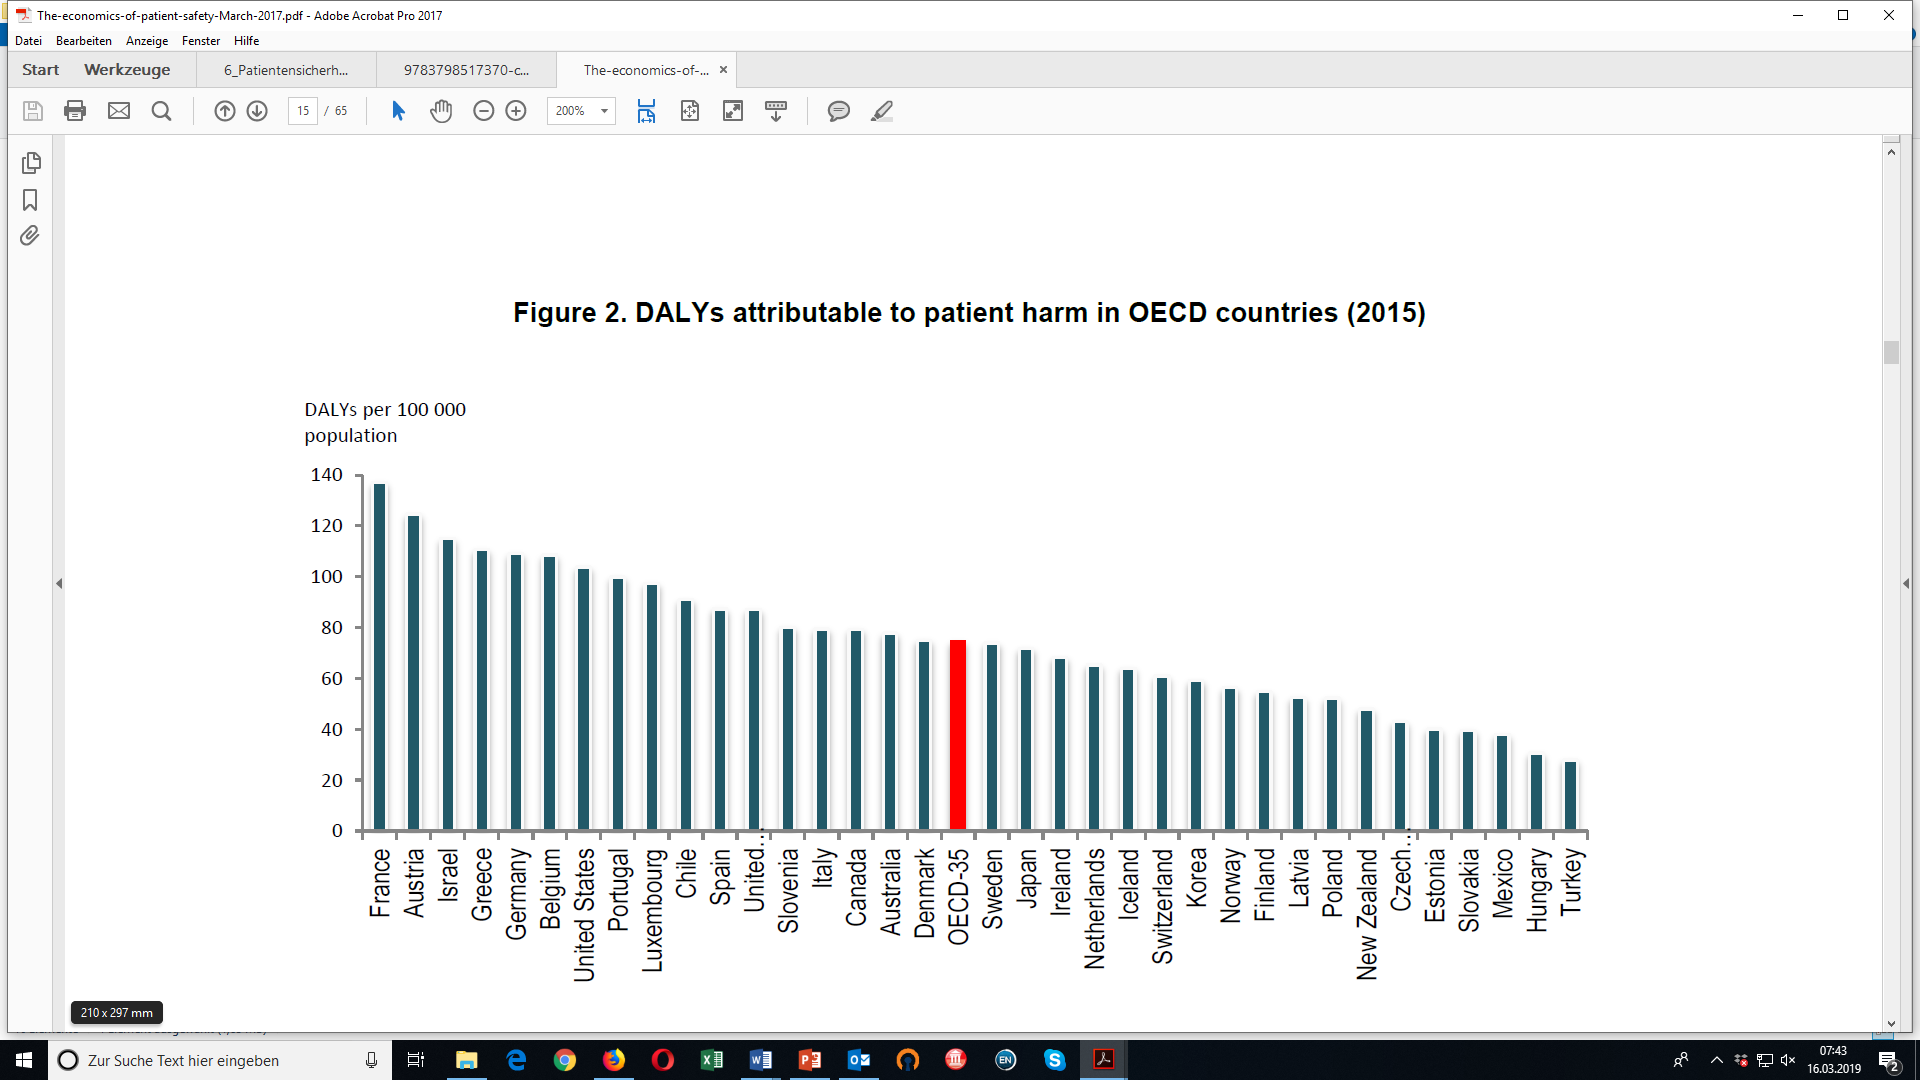 The-economics-of-patient-safety-March-2017.pdf - Adobe Acrobat Pro 2017
Datei Bearbeiten Anzeige Fenster Hilfe
Start Werkzeuge 6_Patientensicherh... 9783798517370-c... The-economics-of-... ×
15 / 65 200%
Figure 2. DALYs attributable to patient harm in OECD countries (2015)
DALYs per 100 000
population
140
120
100
80
60
40
20
0
France
Austria
Israel
Greece
Germany
Belgium
United States
Portugal
Luxembourg
Chile
Spain
United...
Slovenia
Italy
Canada
Australia
Denmark
OECD-35
Sweden
Japan
Ireland
Netherlands
Iceland
Switzerland
Korea
Norway
Finland
Latvia
Poland
New Zealand
Czech...
Estonia
Slovakia
Mexico
Hungary
Turkey
210 x 297 mm
Zur Suche Text hier eingeben
EN
07:43
16.03.2019
2